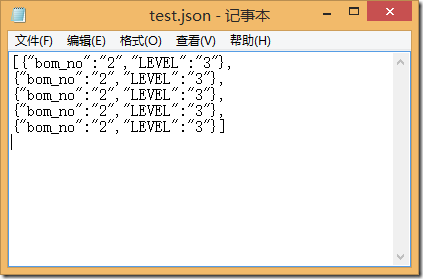 test.json - 记事本
文件(F) 编辑(E) 格式(O) 查看(V) 帮助(H)
[{"bom_no":"2","LEVEL":"3"},
{"bom_no":"2","LEVEL":"3"},
{"bom_no":"2","LEVEL":"3"},
{"bom_no":"2","LEVEL":"3"},
{"bom_no":"2","LEVEL":"3"}]